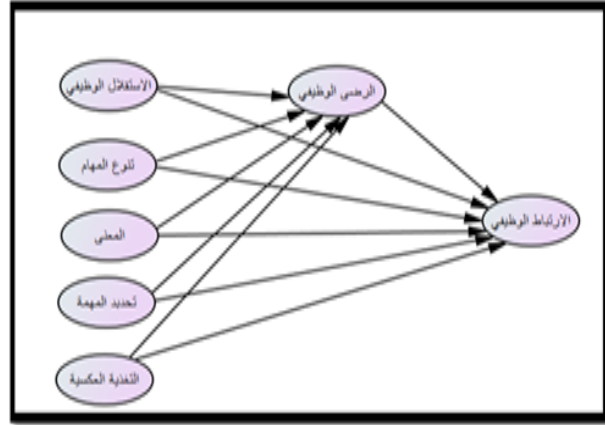 الاستقلال الوظيفي
الرضى الوظيفي
تنوع المهام
المعنى
الارتباط الوظيفي
تحديد المهمة
التغذية العكسية